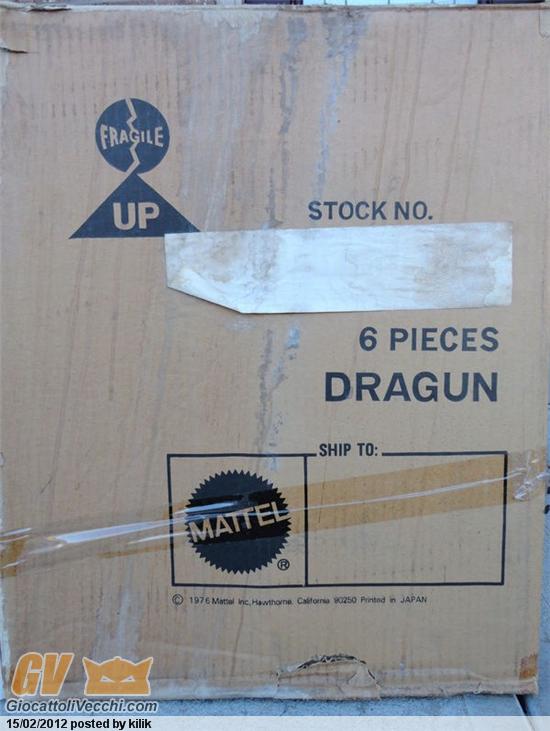 FRAGILE
UP
STOCK NO.
6 PIECES
DRAGUN
SHIP TO:
MATTEL
®
© 1976 Mattel Inc, Hawthorne, California 90250 Printed in JAPAN
GV
GiocattoliVecchi.com
15/02/2012 posted by kilik